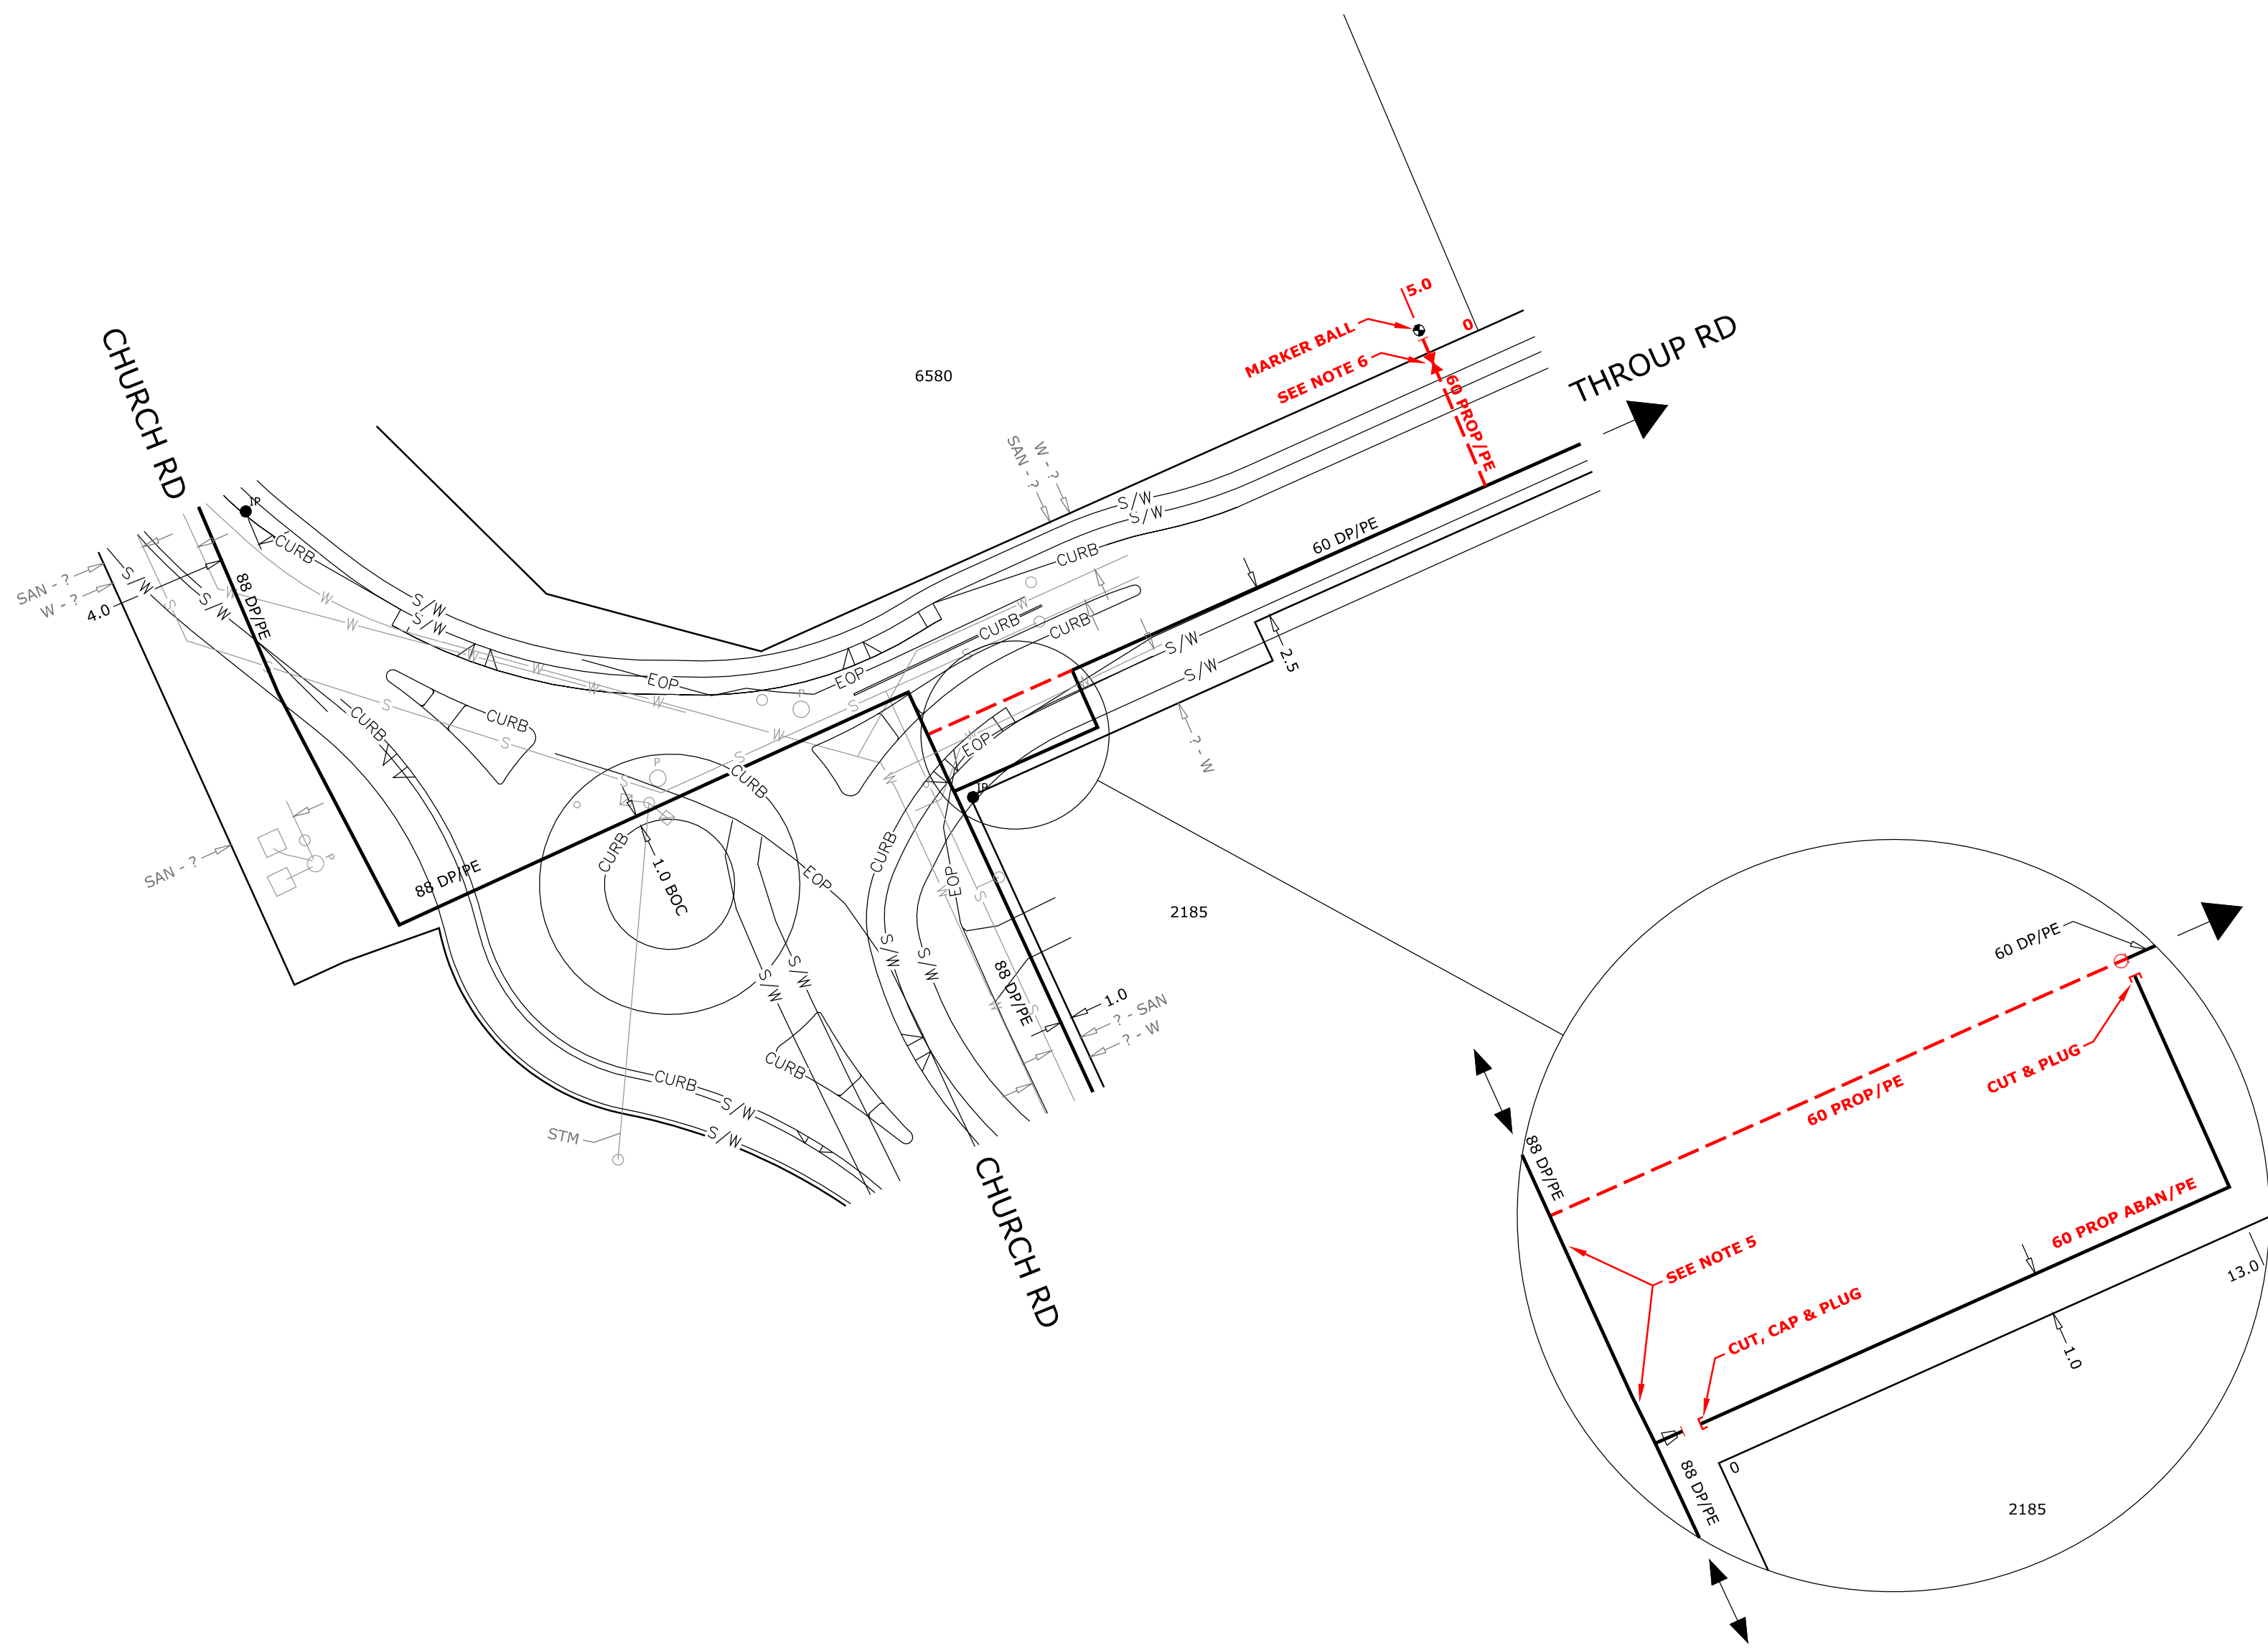 5.0
MARKER BALL
0
SEE NOTE 6
THROUP RD
60 PROP/PE
CHURCH RD
6580
W - ?
SAN - ?
IP
S/W
S/W
CURB
60 DP/PE
CURB
SAN - ?
W - ?
4.0
S/W
S/W
88 DP/PE
S
W
W
W
S/W
S/W
W
CURB
CURB
S
S/W
S/W
2.5
W
W
W
W
S
EOP
EOP
P
S
S
CURB
CURB
S
W
W
W
EOP
? - W
P
S
S
CURB
W
IP
SAN - ?
P
CURB
1.0 BOC
88 DP/PE
EOP
CURB
EOP
W
S
2185
S/W
S/W
S/W
S/W
88 DP/PE
W
S
1.0
? - SAN
? - W
CURB
CURB
S/W
S/W
STM
CHURCH RD
60 DP/PE
CUT & PLUG
60 PROP/PE
88 DP/PE
60 PROP ABAN/PE
SEE NOTE 5
13.0
CUT, CAP & PLUG
1.0
0
88 DP/PE
2185